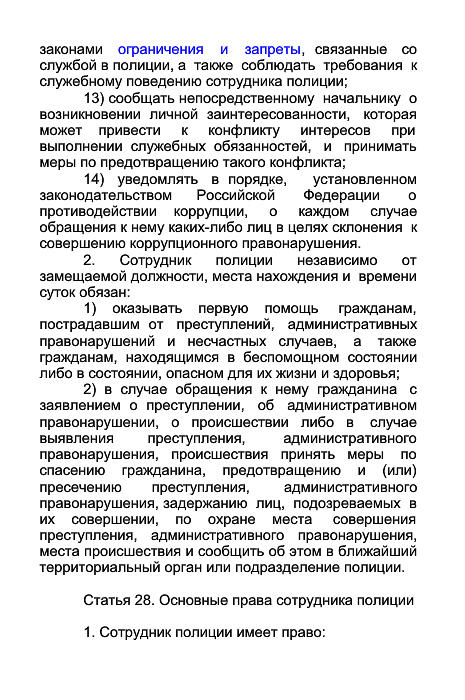 законами ограничения и запреты, связанные со
службой в полиции, а также соблюдать требования к
служебному поведению сотрудника полиции;
13) сообщать непосредственному начальнику о
возникновении личной заинтересованности, которая
может привести к конфликту интересов при
выполнении служебных обязанностей, и принимать
меры по предотвращению такого конфликта;
14) уведомлять в порядке, установленном
законодательством Российской Федерации о
противодействии коррупции, о каждом случае
обращения к нему каких-либо лиц в целях склонения к
совершению коррупционного правонарушения.
2. Сотрудник полиции независимо от
замещаемой должности, места нахождения и времени
суток обязан:
1) оказывать первую помощь гражданам,
пострадавшим от преступлений, административных
правонарушений и несчастных случаев, а также
гражданам, находящимся в беспомощном состоянии
либо в состоянии, опасном для их жизни и здоровья;
2) в случае обращения к нему гражданина с
заявлением о преступлении, об административном
правонарушении, о происшествии либо в случае
выявления преступления, административного
правонарушения, происшествия принять меры по
спасению гражданина, предотвращению и (или)
пресечению преступления, административного
правонарушения, задержанию лиц, подозреваемых в
их совершении, по охране места совершения
преступления, административного правонарушения,
места происшествия и сообщить об этом в ближайший
территориальный орган или подразделение полиции.
Статья 28. Основные права сотрудника полиции
1. Сотрудник полиции имеет право: